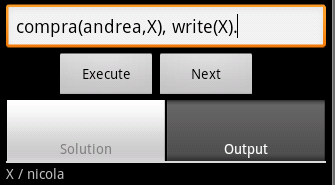 compra(andrea,X), write(X).
Execute Next
Solution Output
X / nicola